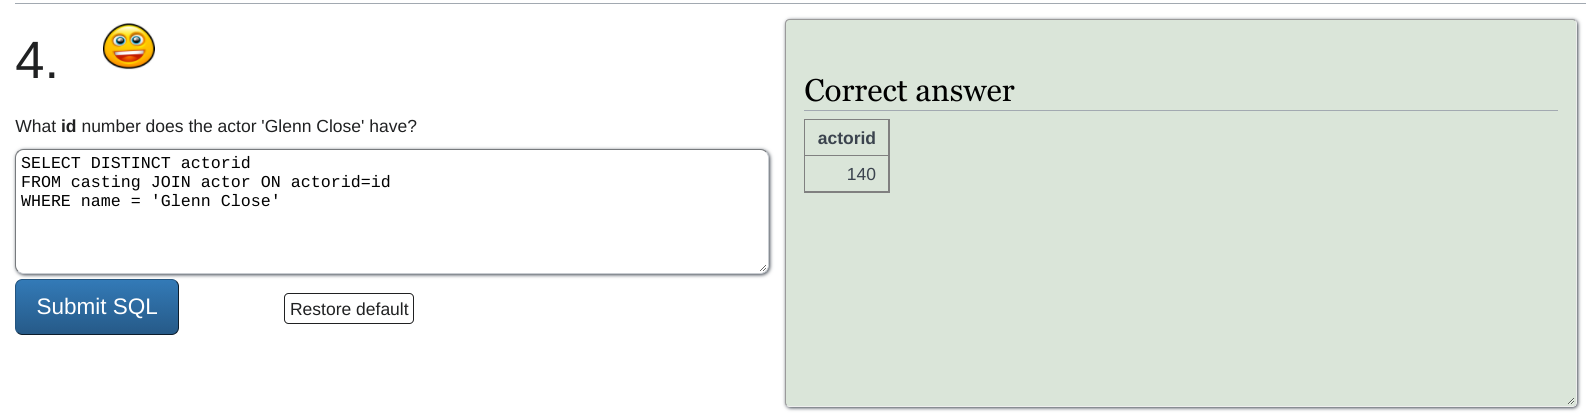 4.
What id number does the actor 'Glenn Close' have?
SELECT DISTINCT actorid
FROM casting JOIN actor ON actorid=id
WHERE name = 'Glenn Close'
Submit SQL
Restore default
Correct answer
actorid
140